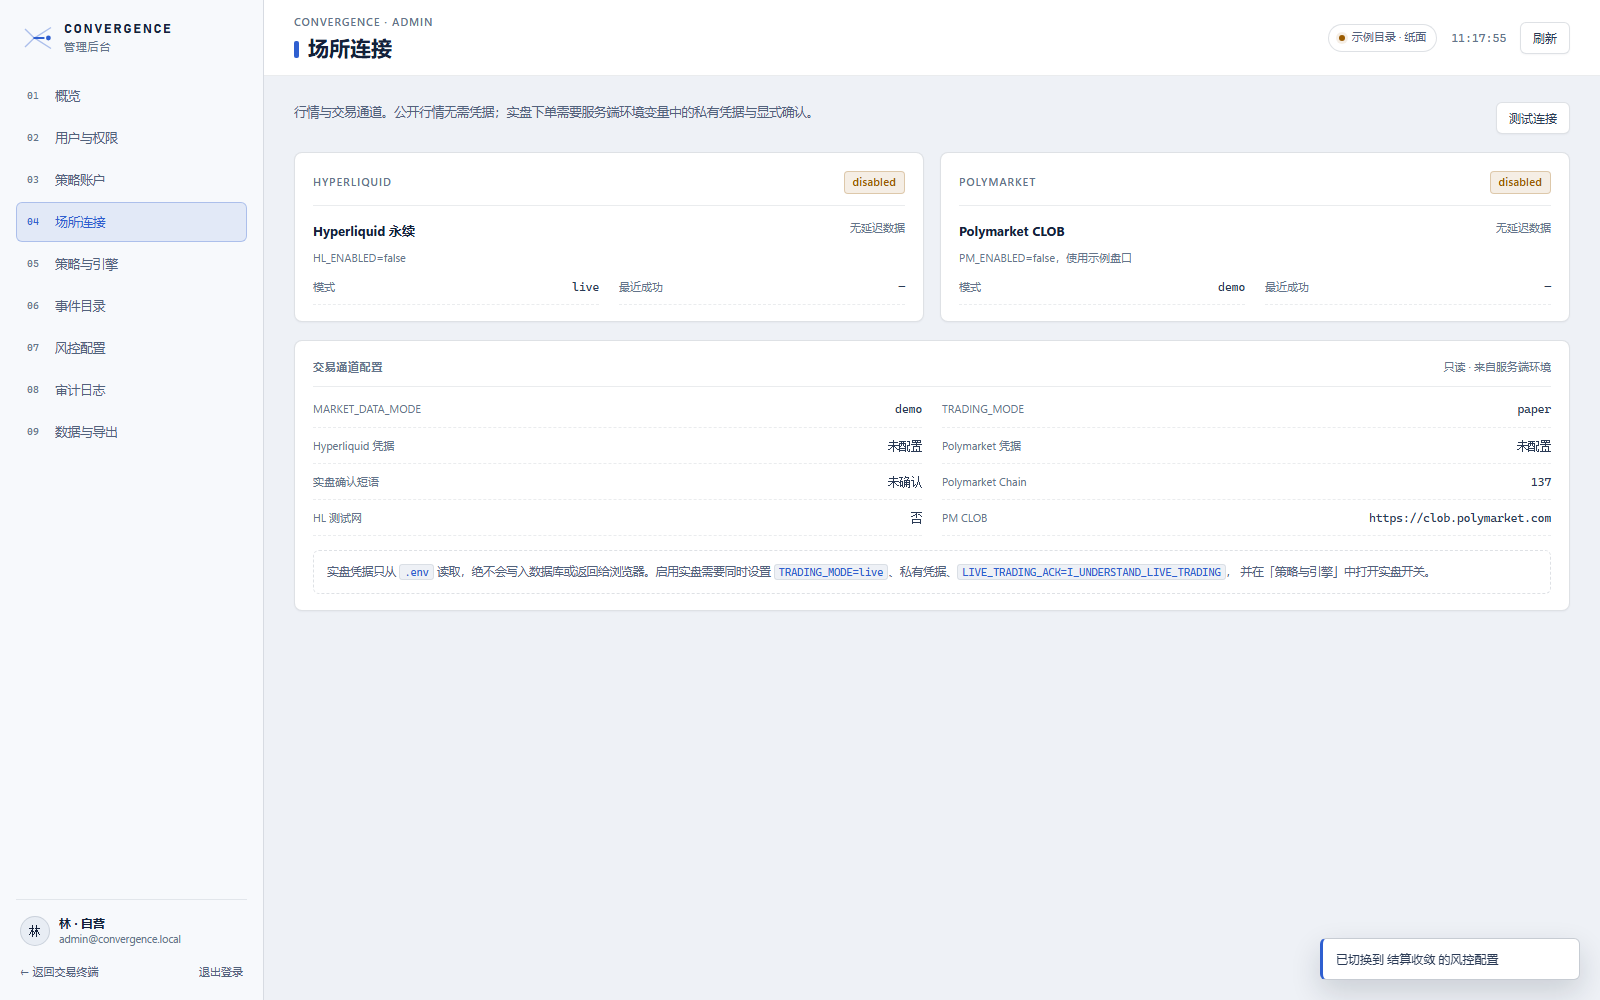 CONVERGENCE
管理后台
01 概览
02 用户与权限
03 策略账户
04 场所连接
05 策略与引擎
06 事件目录
07 风控配置
08 审计日志
09 数据与导出
林
林 · 自营
admin@convergence.local
← 返回交易终端 退出登录
CONVERGENCE · ADMIN
场所连接
示例目录 · 纸面 11:17:55 刷新
行情与交易通道。公开行情无需凭据；实盘下单需要服务端环境变量中的私有凭据与显式确认。
测试连接
HYPERLIQUID disabled
Hyperliquid 永续 无延迟数据
HL_ENABLED=false
模式 live 最近成功 —
POLYMARKET disabled
Polymarket CLOB 无延迟数据
PM_ENABLED=false，使用示例盘口
模式 demo 最近成功 —
交易通道配置 只读 · 来自服务端环境
MARKET_DATA_MODE demo TRADING_MODE paper
Hyperliquid 凭据 未配置 Polymarket 凭据 未配置
实盘确认短语 未确认 Polymarket Chain 137
HL 测试网 否 PM CLOB https://clob.polymarket.com
实盘凭据只从 .env 读取，绝不会写入数据库或返回给浏览器。启用实盘需要同时设置 TRADING_MODE=live、私有凭据、LIVE_TRADING_ACK=I_UNDERSTAND_LIVE_TRADING， 并在「策略与引擎」中打开实盘开关。
已切换到 结算收敛 的风控配置